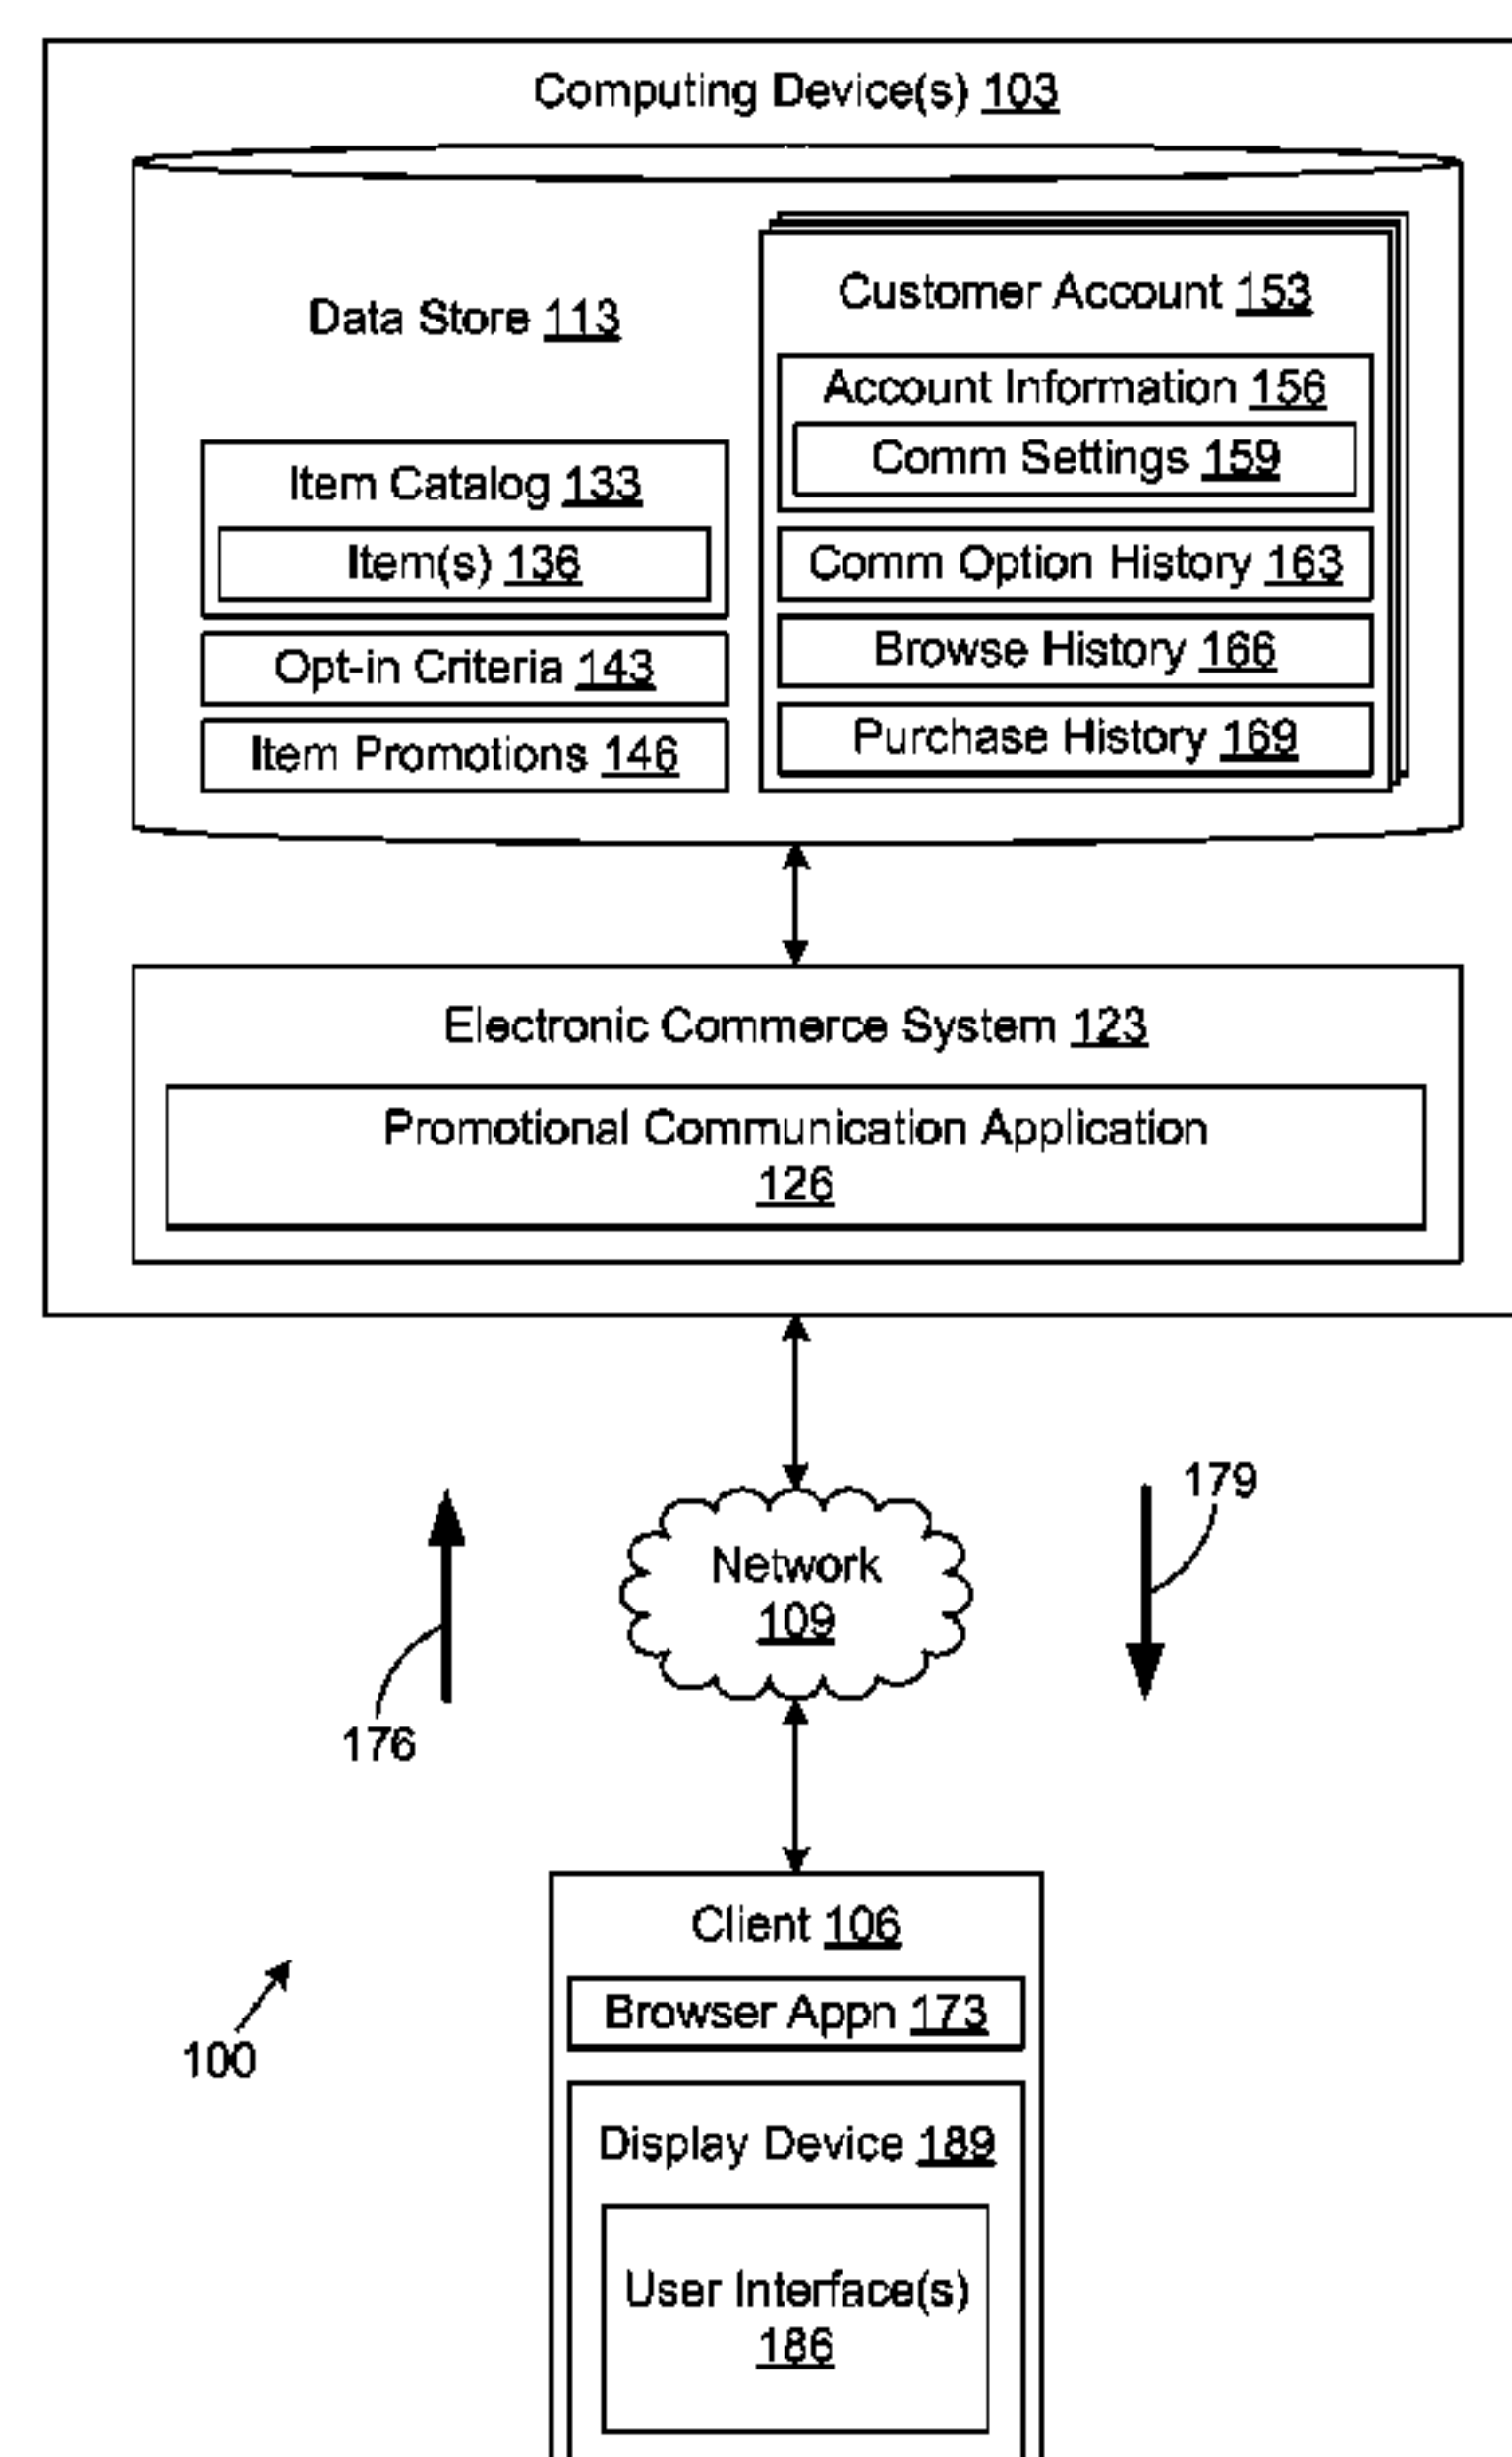 Computing Device(s) 103
Data Store 113
Item Catalog 133
Item(s) 136
Opt-in Criteria 143
Item Promotions 146
Customer Account 153
Account Information 156
Comm Settings 159
Comm Option History 163
Browse History 166
Purchase History 169
Electronic Commerce System 123
Promotional Communication Application
126
179
Network
109
176
Client 106
Browser Appn 173
100
Display Device 189
User Interface(s)
186